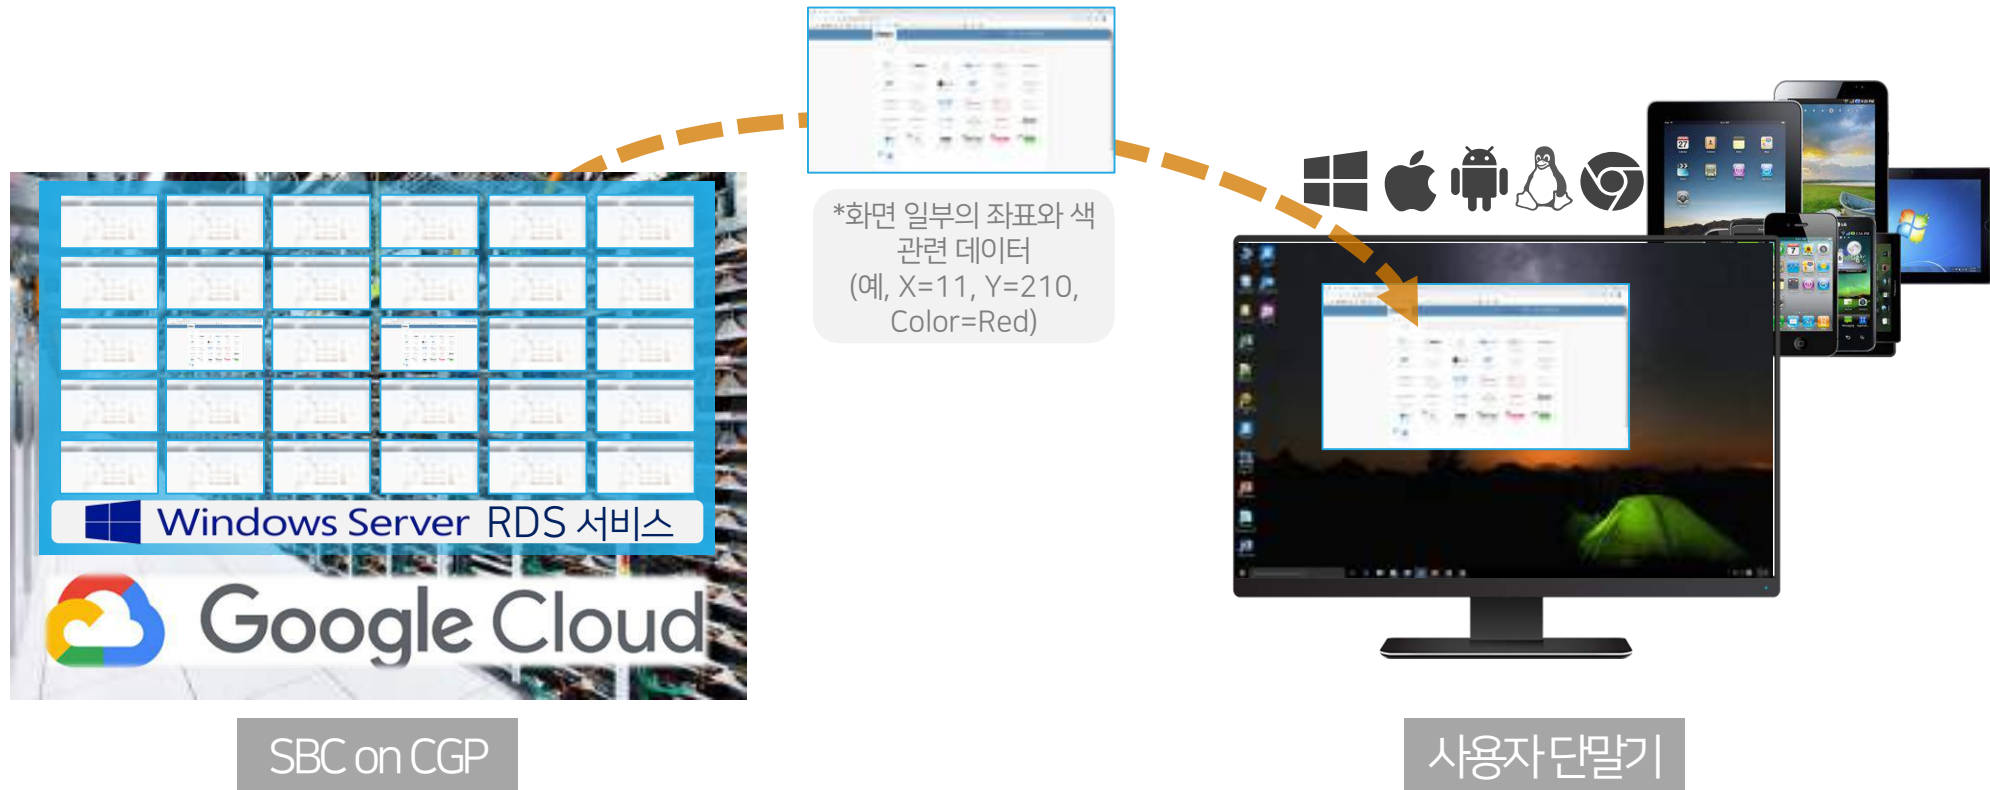 *화면 일부의 좌표와 색
관련 데이터
(예, X=11, Y=210,
Color=Red)
Windows Server RDS 서비스
Google Cloud
SBC on CGP
사용자 단말기